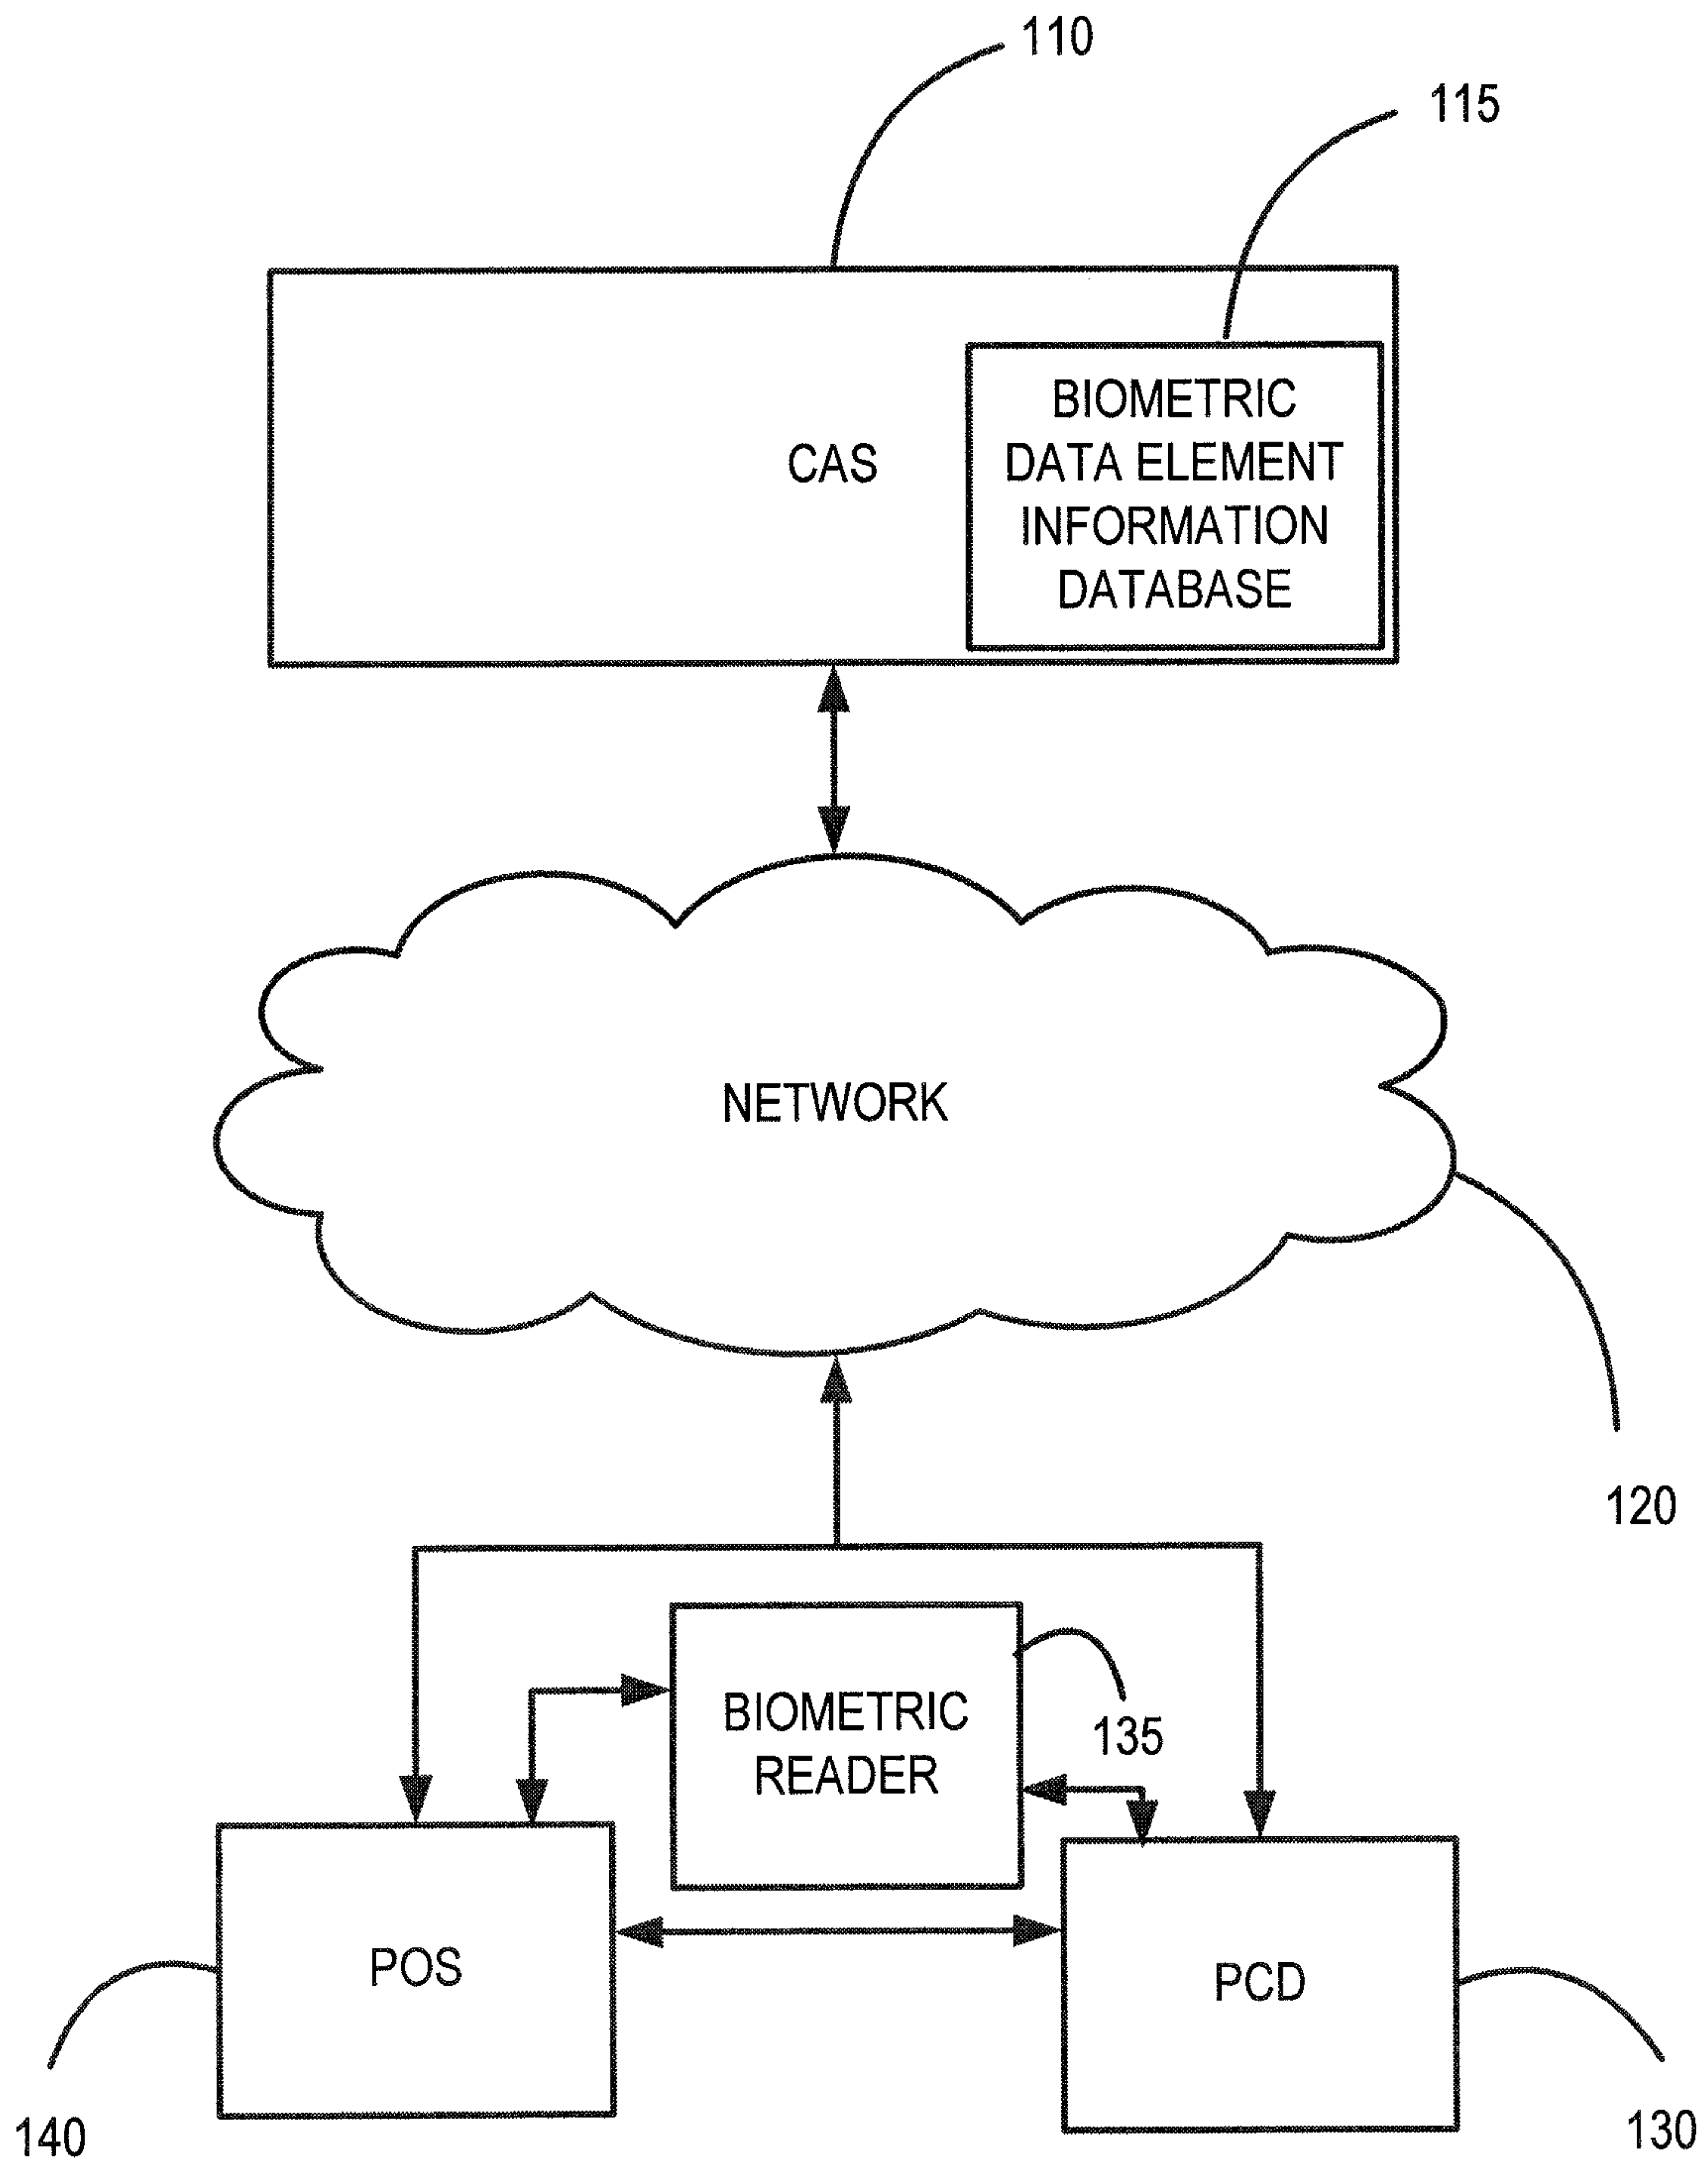 110
115
CAS
BIOMETRIC
DATA ELEMENT
INFORMATION
DATABASE
NETWORK
120
BIOMETRIC
READER
135
POS
PCD
140
130